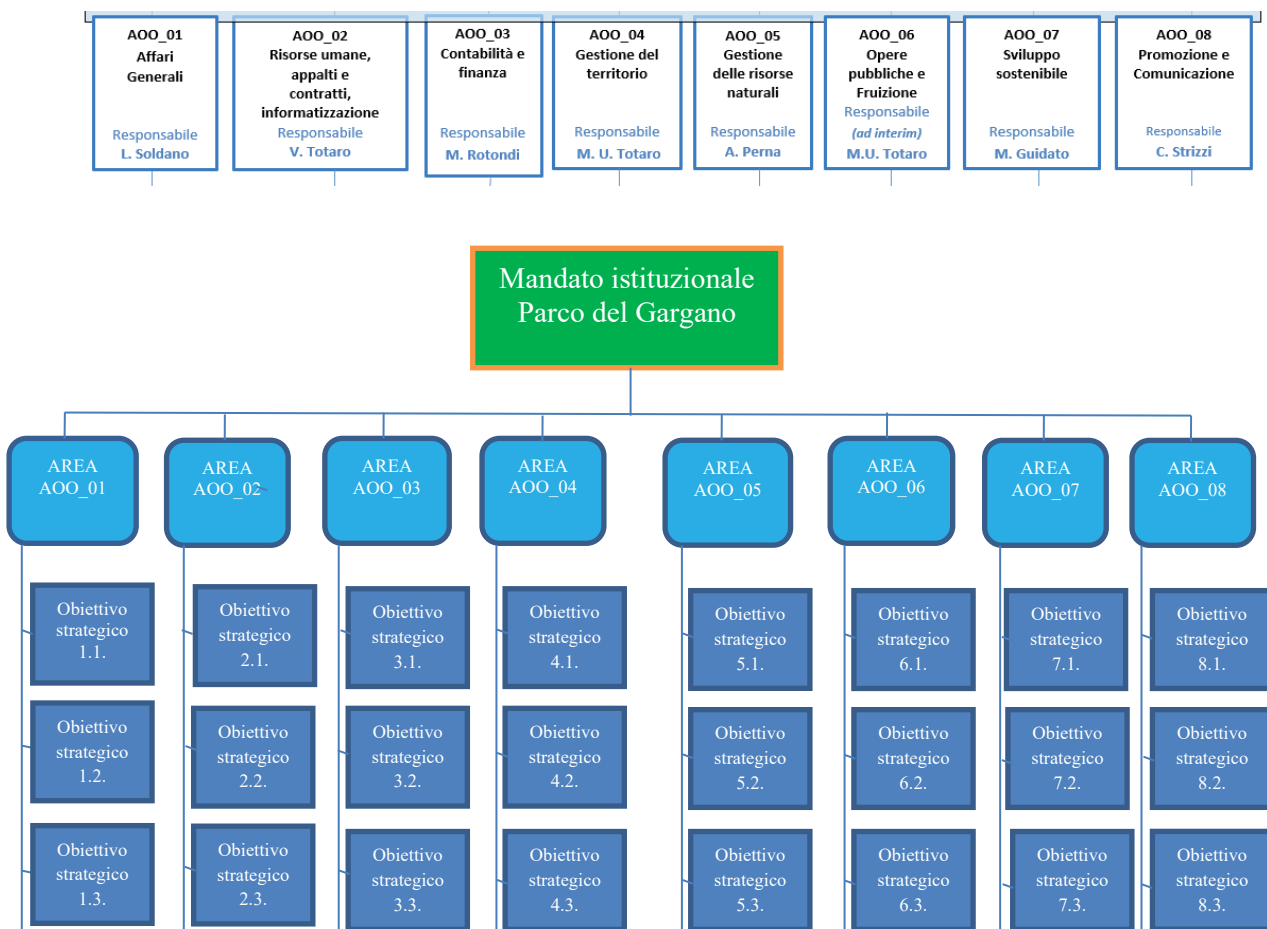 AOO_01
Affari
Generali
Responsabile
L. Soldano
AOO_02
Risorse umane,
appalti e
contratti,
informatizzazione
Responsabile
V. Totaro
AOO_03
Contabilità e
finanza
Responsabile
M. Rotondi
AOO_04
Gestione del
territorio
Responsabile
M. U. Totaro
AOO_05
Gestione
delle risorse
naturali
Responsabile
A. Perna
AOO_06
Opere
pubbliche e
Fruizione
Responsabile
(ad interim)
M.U. Totaro
AOO_07
Sviluppo
sostenibile
Responsabile
M. Guidato
AOO_08
Promozione e
Comunicazione
Responsabile
C. Strizzi
Mandato istituzionale
Parco del Gargano
AREA
AOO_01
AREA
AOO_02
AREA
AOO_03
AREA
AOO_04
AREA
AOO_05
AREA
AOO_06
AREA
AOO_07
AREA
AOO_08
Obiettivo
strategico
1.1.
Obiettivo
strategico
2.1.
Obiettivo
strategico
3.1.
Obiettivo
strategico
4.1.
Obiettivo
strategico
5.1.
Obiettivo
strategico
6.1.
Obiettivo
strategico
7.1.
Obiettivo
strategico
8.1.
Obiettivo
strategico
1.2.
Obiettivo
strategico
2.2.
Obiettivo
strategico
3.2.
Obiettivo
strategico
4.2.
Obiettivo
strategico
5.2.
Obiettivo
strategico
6.2.
Obiettivo
strategico
7.2.
Obiettivo
strategico
8.2.
Obiettivo
strategico
1.3.
Obiettivo
strategico
2.3.
Obiettivo
strategico
3.3.
Obiettivo
strategico
4.3.
Obiettivo
strategico
5.3.
Obiettivo
strategico
6.3.
Obiettivo
strategico
7.3.
Obiettivo
strategico
8.3.